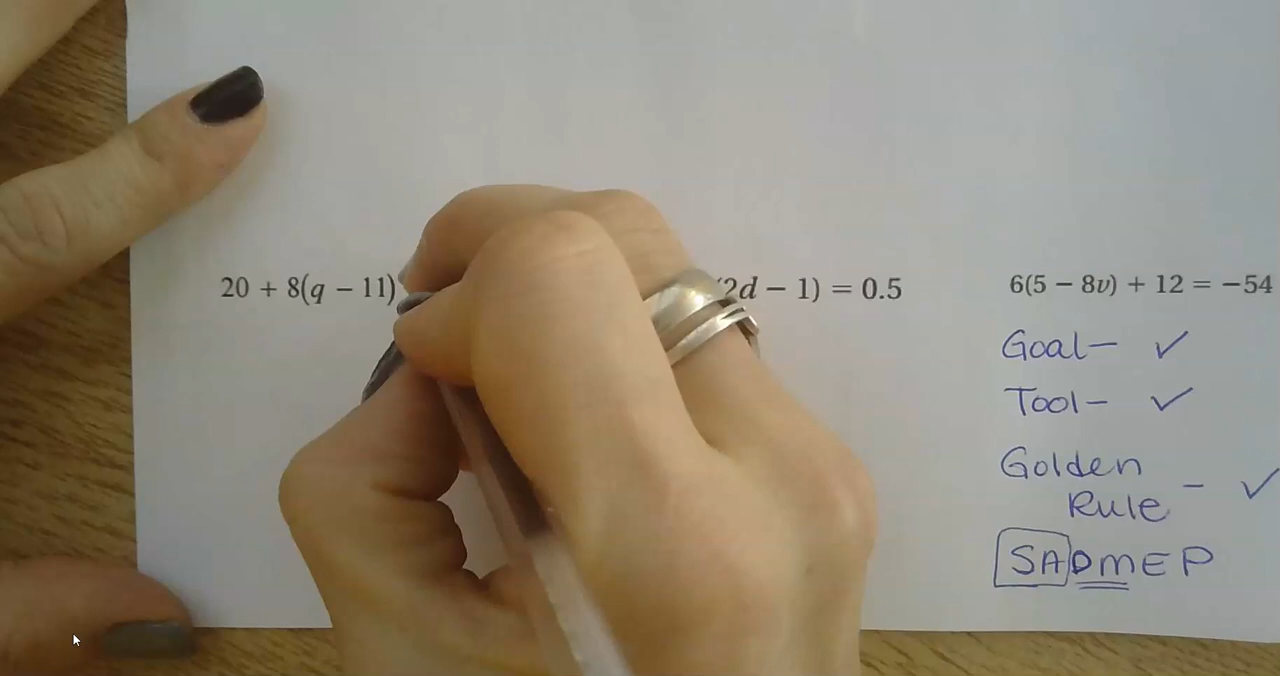 20 + 8(q − 11)
2d − 1) = 0.5
6(5 − 8v) + 12 = −54
Goal- ✓
Tool- ✓
Golden
Rule - ✓
SADMEP